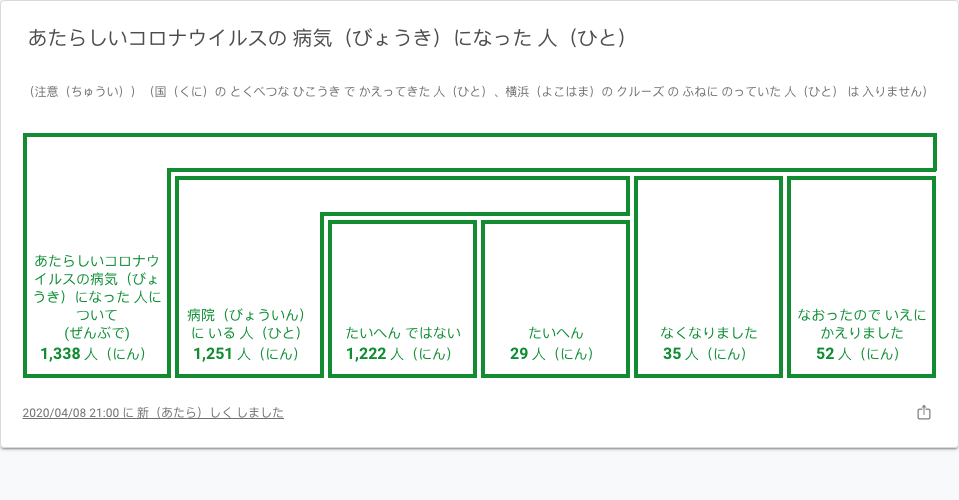 あたらしいコロナウイルスの 病気（びょうき）になった 人（ひと）
（注意（ちゅうい））（国（くに）の とくべつな ひこうき で かえってきた 人（ひと）、横浜（よこはま）の クルーズ の ふねに のっていた 人（ひと） は 入りません）
あたらしいコロナウ
イルスの病気（びょ
うき）になった 人に
ついて
(ぜんぶで)
1,338 人（にん）
病院（びょういん）
に いる 人（ひと）
1,251 人（にん）
たいへん ではない
1,222 人（にん）
たいへん
29 人（にん）
なくなりました
35 人（にん）
なおったので いえに
かえりました
52 人（にん）
2020/04/08 21:00 に 新（あたら）しく しました